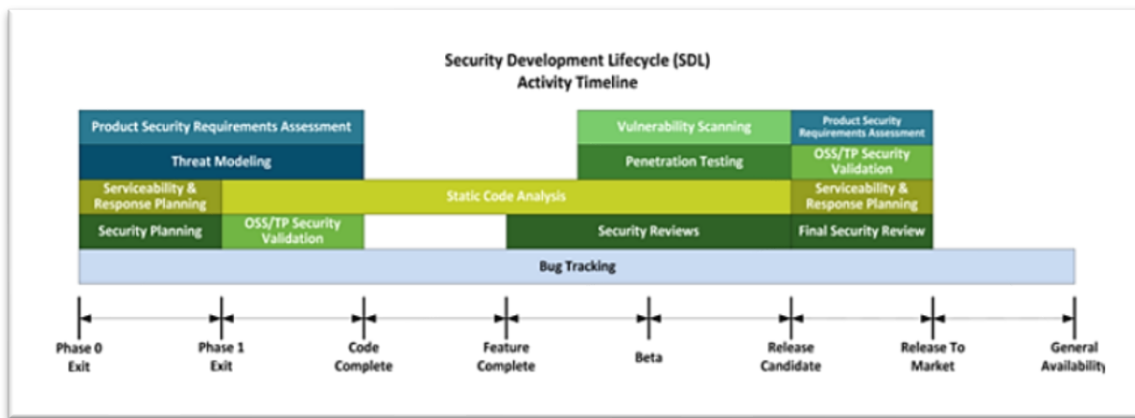 Security Development Lifecycle (SDL)
Activity Timeline
Product Security Requirements Assessment
Vulnerability Scanning
Product Security
Requirements Assessment
Threat Modeling
Penetration Testing
OSS/TP Security
Validation
Serviceability &
Response Planning
Static Code Analysis
Serviceability &
Response Planning
Security Planning
OSS/TP Security
Validation
Security Reviews
Final Security Review
Bug Tracking
Phase 0
Exit
Phase 1
Exit
Code
Complete
Feature
Complete
Beta
Release
Candidate
Release To
Market
General
Availability